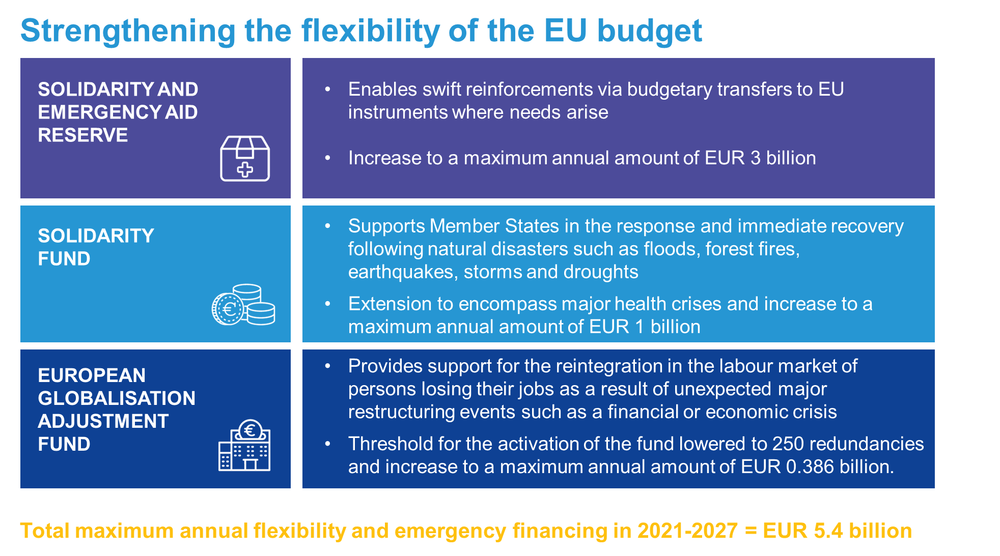 Strengthening the flexibility of the EU budget
SOLIDARITY AND
EMERGENCY AID
RESERVE
• Enables swift reinforcements via budgetary transfers to EU
instruments where needs arise
• Increase to a maximum annual amount of EUR 3 billion
SOLIDARITY
FUND
€
• Supports Member States in the response and immediate recovery
following natural disasters such as floods, forest fires,
earthquakes, storms and droughts
• Extension to encompass major health crises and increase to a
maximum annual amount of EUR 1 billion
EUROPEAN
GLOBALISATION
ADJUSTMENT
FUND
€
• Provides support for the reintegration in the labour market of
persons losing their jobs as a result of unexpected major
restructuring events such as a financial or economic crisis
• Threshold for the activation of the fund lowered to 250 redundancies
and increase to a maximum annual amount of EUR 0.386 billion.
Total maximum annual flexibility and emergency financing in 2021-2027 = EUR 5.4 billion